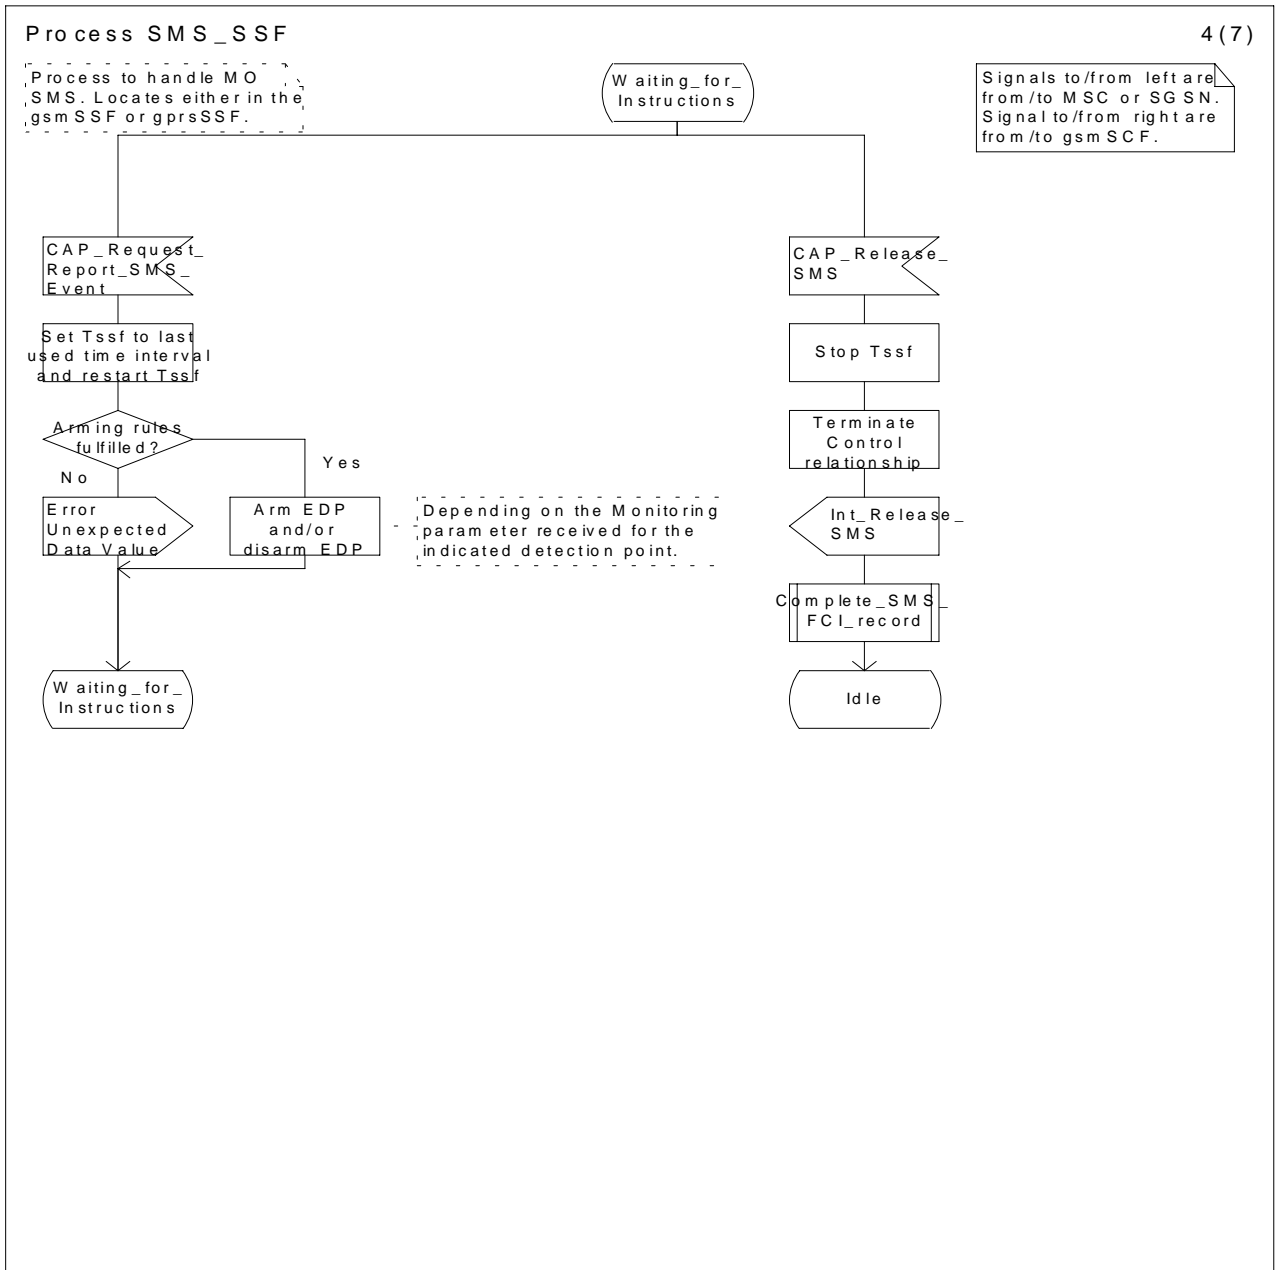 Process SMS_SSF
4(7)
Process to handle MO
SMS. Locates either in the
gsmSSF or gprsSSF.
Waiting_for_
Instructions
Signals to/from left are
from/to MSC or SGSN.
Signal to/from right are
from/to gsmSCF.
CAP_Request_
Report_SMS_
Event
CAP_Release_
SMS
Set Tssf to last
used time interval
and restart Tssf
Stop Tssf
Arming rules
fulfilled?
Terminate
Control
relationship
Yes
No
Error
Unexpected
Data Value
Arm EDP
and/or
disarm EDP
Depending on the Monitoring
parameter received for the
indicated detection point.
Int_Release_
SMS
Complete_SMS_
FCI_record
Waiting_for_
Instructions
Idle